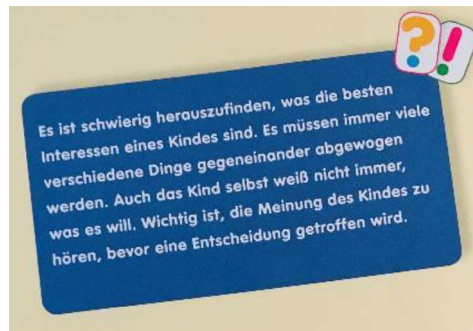 ?!
Es ist schwierig herauszufinden, was die besten
Interessen eines Kindes sind. Es müssen immer viele
verschiedene Dinge gegeneinander abgewogen
werden. Auch das Kind selbst weiß nicht immer,
was es will. Wichtig ist, die Meinung des Kindes zu
hören, bevor eine Entscheidung getroffen wird.